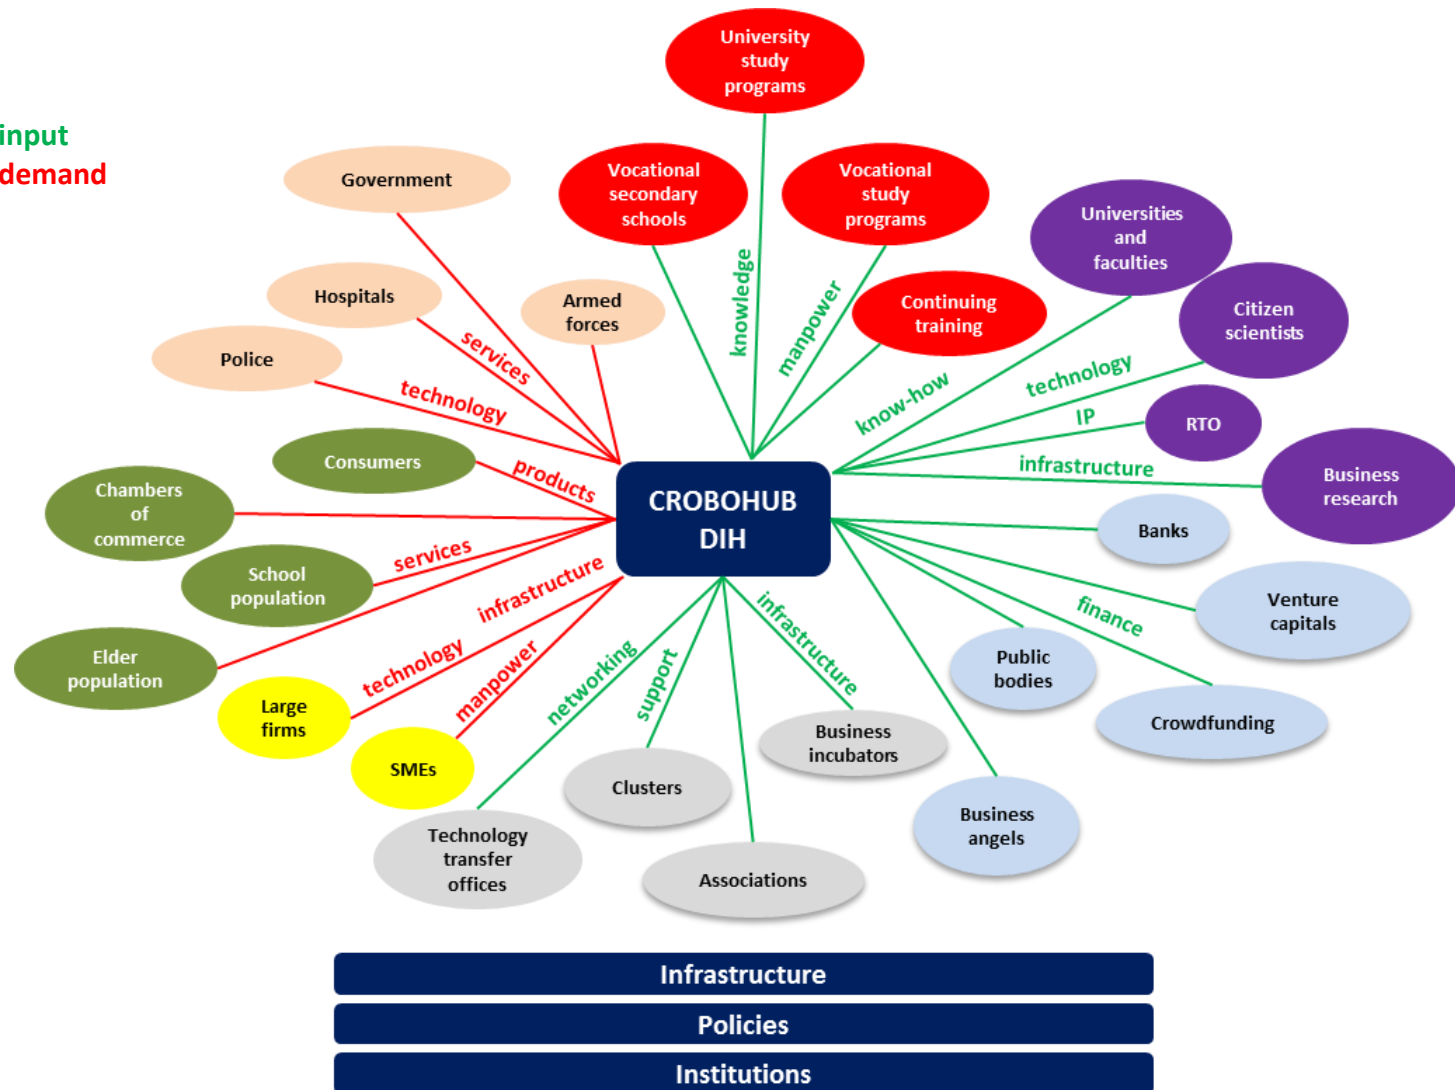 input
demand
University
study
programs
Government
Vocational
secondary
schools
Vocational
study
programs
Universities
and
faculties
Hospitals
Armed
forces
Continuing
training
Citizen
scientists
Police
services
technology
knowledge
manpower
know-how
technology
IP
RTO
infrastructure
Business
research
Consumers
products
Chambers
of
commerce
CROBOHUB
DIH
Banks
School
population
services
infrastructure
Elder
population
technology
manpower
networking
support
infrastructure
finance
Venture
capitals
Public
bodies
Crowdfunding
Large
firms
SMEs
Business
incubators
Clusters
Technology
transfer
offices
Associations
Business
angels
Infrastructure
Policies
Institutions